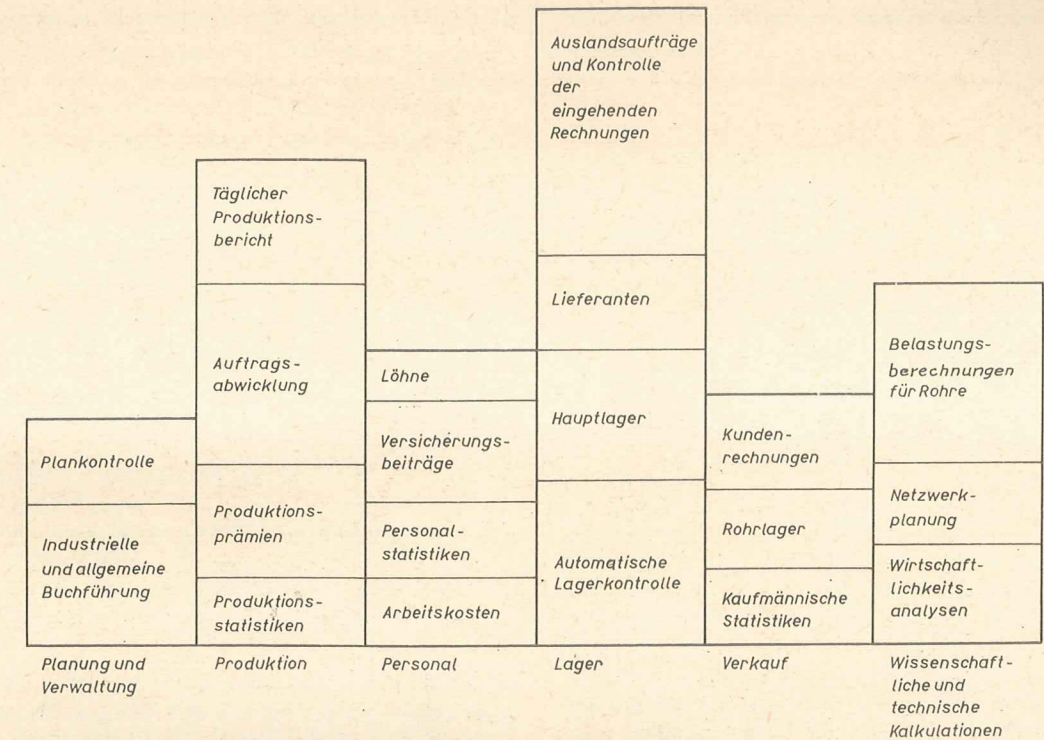 Plankontrolle
Industrielle
und allgemeine
Buchführung
Planung und
Verwaltung
Täglicher
Produktions-
bericht
Auftrags-
abwicklung
Produktions-
prämien
Produktions-
statistiken
Produktion
Löhne
Versicherungs-
beiträge
Personal-
statistiken
Arbeitskosten
Personal
Auslandsaufträge
und Kontrolle
der
eingehenden
Rechnungen
Lieferanten
Hauptlager
Automatische
Lagerkontrolle
Lager
Kunden-
rechnungen
Rohrlager
Kaufmännische
Statistiken
Verkauf
Belastungs-
berechnungen
für Rohre
Netzwerk-
planung
Wirtschaft-
lichkeits-
analysen
Wissenschaft-
liche und
technische
Kalkulationen